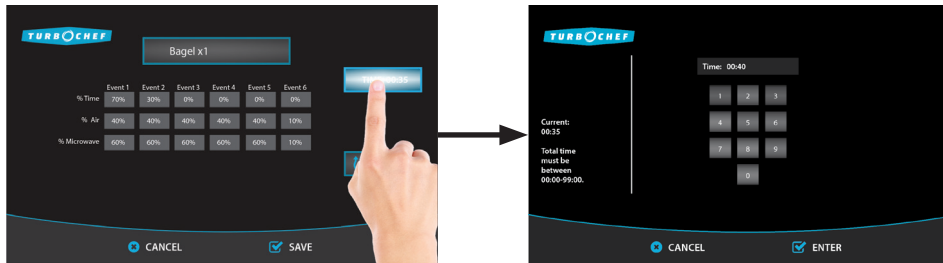 TURBOCHEF
Bagel x1
00:35
Event 1 Event 2 Event 3 Event 4 Event 5 Event 6
% Time 70% 30% 0% 0% 0% 0%
% Air 40% 40% 40% 40% 40% 10%
% Microwave 60% 60% 60% 60% 60% 10%
CANCEL SAVE
TURBOCHEF
Time: 00:40
1 2 3
4 5 6
7 8 9
0
Current:
00:35
Total time
must be
between
00:00-99:00.
CANCEL ENTER